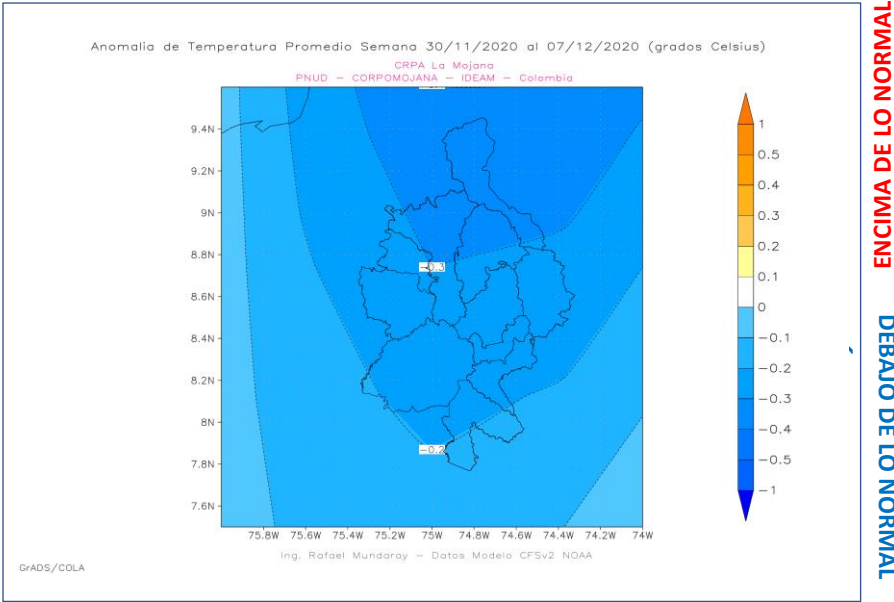 Anomalia de Temperatura Promedio Semana 30/11/2020 al 07/12/2020 (grados Celsius)
CRPA La Mojana
PNUD – CORPOMOJANA – IDEAM – Colombia
9.4N
9.2N
9N
8.8N
8.6N
8.4N
8.2N
8N
7.8N
7.6N
-0.3
-0.2
75.8W 75.6W 75.4W 75.2W 75W 74.8W 74.6W 74.4W 74.2W 74W
Ing. Rafael Mundaray – Datos Modelo CFSv2 NOAA
GrADS/COLA
1
0.5
0.4
0.3
0.2
0.1
0
-0.1
-0.2
-0.3
-0.4
-0.5
-1
ENCIMA DE LO NORMAL
DEBAJO DE LO NORMAL